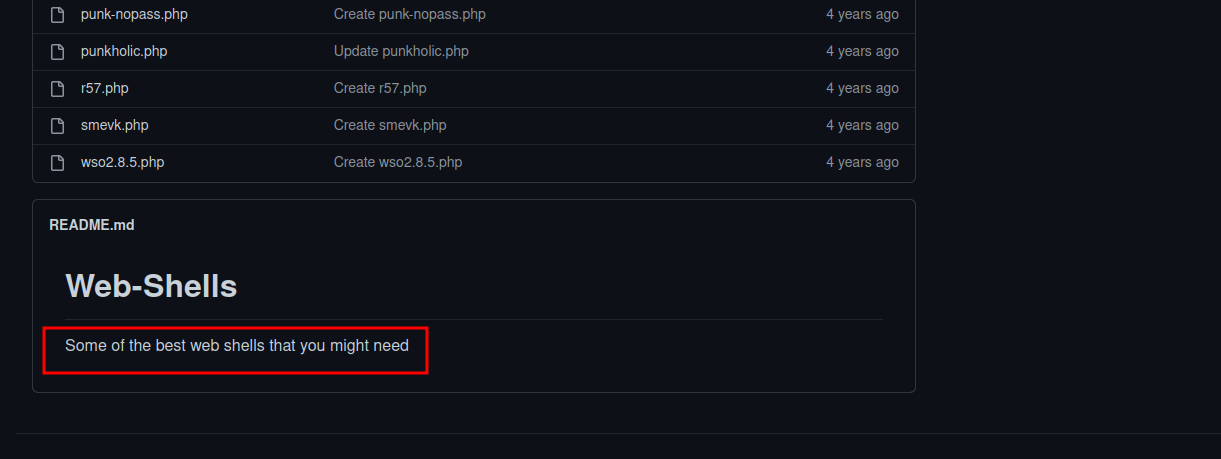 punk-nopass.php Create punk-nopass.php 4 years ago
punkholic.php Update punkholic.php 4 years ago
r57.php Create r57.php 4 years ago
smevk.php Create smevk.php 4 years ago
wso2.8.5.php Create wso2.8.5.php 4 years ago
README.md
Web-Shells
Some of the best web shells that you might need